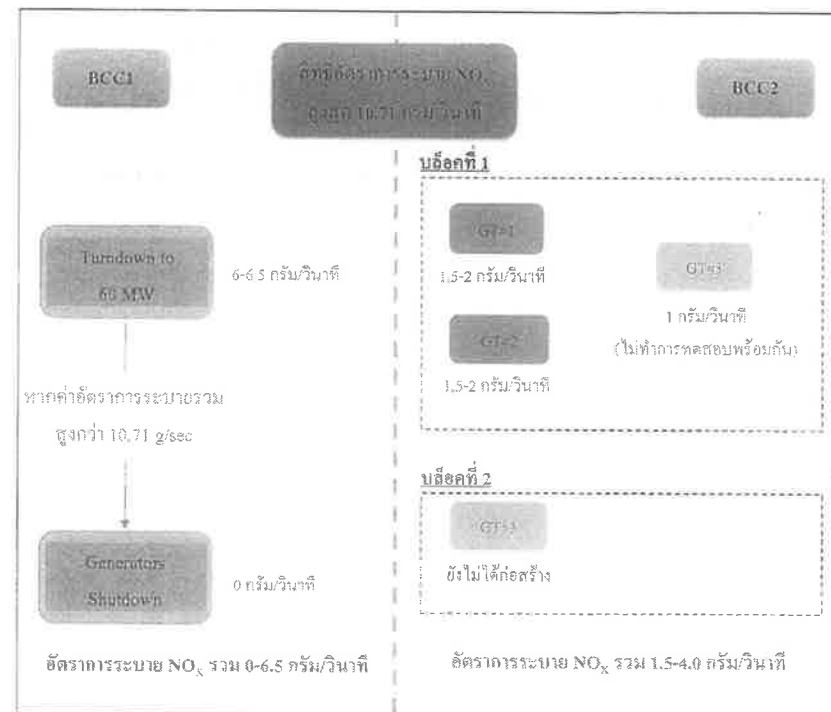 BCC1
สิทธิอัตราการระบาย NOx
สูงสุด 10.71 กรัม/วินาที
BCC2
Turndown to
60 MW
6-6.5 กรัม/วินาที
หากค่าอัตราการระบายรวม
สูงกว่า 10.71 g/sec
Generators
Shutdown
0 กรัม/วินาที
อัตราการระบาย NOx รวม 0-6.5 กรัม/วินาที
บล็อคที่ 1
GT#1
1.5-2 กรัม/วินาที
GT#2
1.5-2 กรัม/วินาที
GT#3
1 กรัม/วินาที
(ไม่ทำการทดสอบพร้อมกัน)
บล็อคที่ 2
ยังไม่ได้ก่อสร้าง
อัตราการระบาย NOx รวม 1.5-4.0 กรัม/วินาที